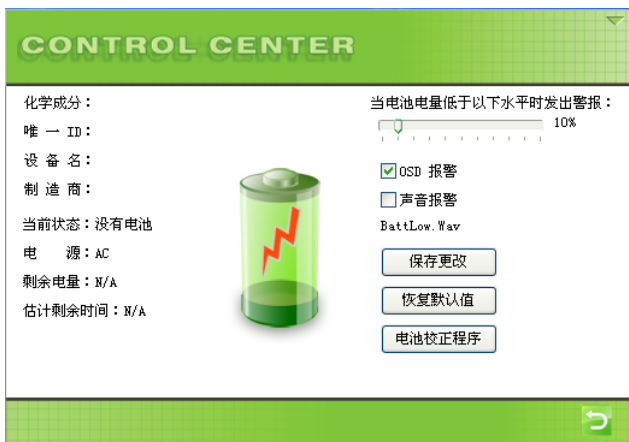 CONTROL CENTER
化学成分：
唯一 ID：
设备名：
制造商：
当前状态：没有电池
电 源：AC
剩余电量：N/A
估计剩余时间：N/A
当电池电量低于以下水平时发出警报：
10%
OSD 报警
声音报警
BattLow.Wav
保存更改
恢复默认值
电池校正程序